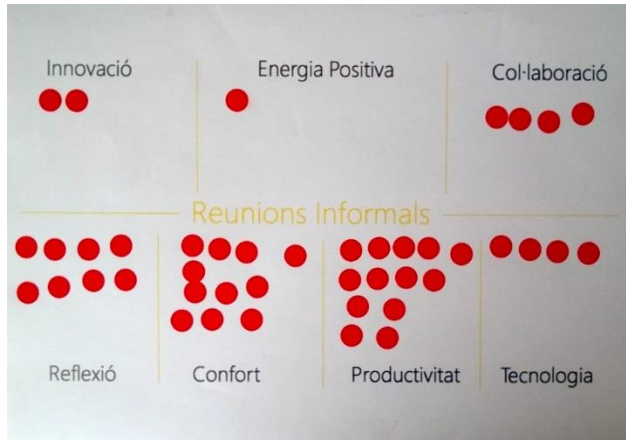 Innovació
Energia Positiva
Col·laboració
Reunions Informals
Reflexió
Confort
Productivitat
Tecnologia